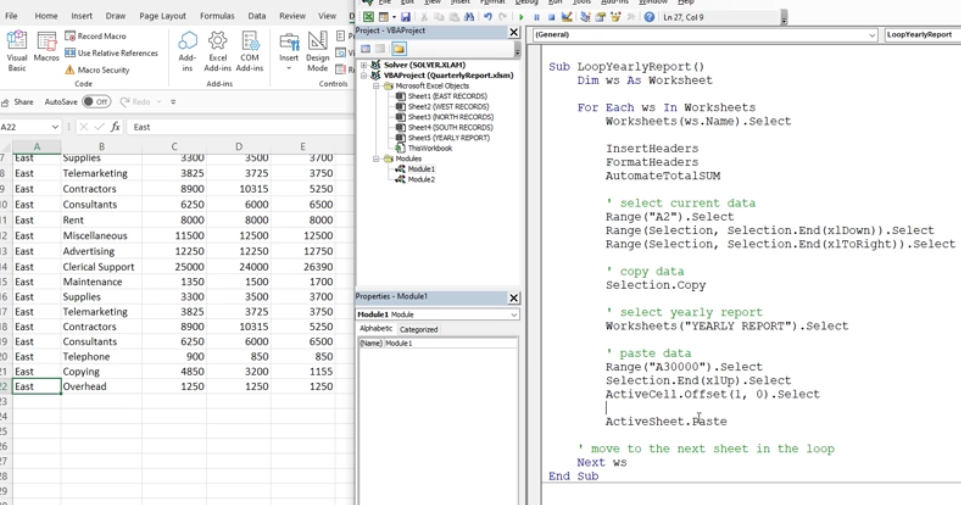 File Home Insert Draw Page Layout Formulas Data Review View
Visual Basic
Macros
Record Macro
Use Relative References
Macro Security
Code
Add-ins
Excel Add-ins
COM Add-ins
Add-ins
Insert
Design Mode
Controls
Share AutoSave Off Redo
A22 fx East
A B C D E
East Supplies 3300 3500 3700
8 East Telemarketing 3825 3725 3750
9 East Contractors 8900 10315 5250
10 East Consultants 6250 6000 6500
11 East Rent 8000 8000 8000
12 East Miscellaneous 11500 12500 12500
13 East Advertising 12250 12250 12750
14 East Clerical Support 25000 24000 26390
15 East Maintenance 1350 1500 1700
16 East Supplies 3300 3500 3700
17 East Telemarketing 3825 3725 3750
18 East Contractors 8900 10315 5250
19 East Consultants 6250 6000 6500
20 East Telephone 900 850 850
21 East Copying 4850 3200 1155
22 East Overhead 1250 1250 1250
23
24
25
26
27
28
29
Ln 27, Col 9
Project - VBAProject
Solver (SOLVER.XLAM)
VBAProject (QuarterlyReport.xlsm)
Microsoft Excel Objects
Sheet1 (EAST RECORDS)
Sheet2 (WEST RECORDS)
Sheet3 (NORTH RECORDS)
Sheet4 (SOUTH RECORDS)
Sheet5 (YEARLY REPORT)
ThisWorkbook
Modules
Module1
Module2
Properties - Module1
Module1 Module
Alphabetic Categorized
(Name) Module1
(General) LoopYearlyReport
Sub LoopYearlyReport()
Dim ws As Worksheet
For Each ws In Worksheets
Worksheets(ws.Name).Select
InsertHeaders
FormatHeaders
AutomateTotalSUM
' select current data
Range("A2").Select
Range(Selection, Selection.End(xlDown)).Select
Range(Selection, Selection.End(xlToRight)).Select
' copy data
Selection.Copy
' select yearly report
Worksheets("YEARLY REPORT").Select
' paste data
Range("A30000").Select
Selection.End(xlUp).Select
ActiveCell.Offset(1, 0).Select
ActiveSheet.Paste
' move to the next sheet in the loop
Next ws
End Sub